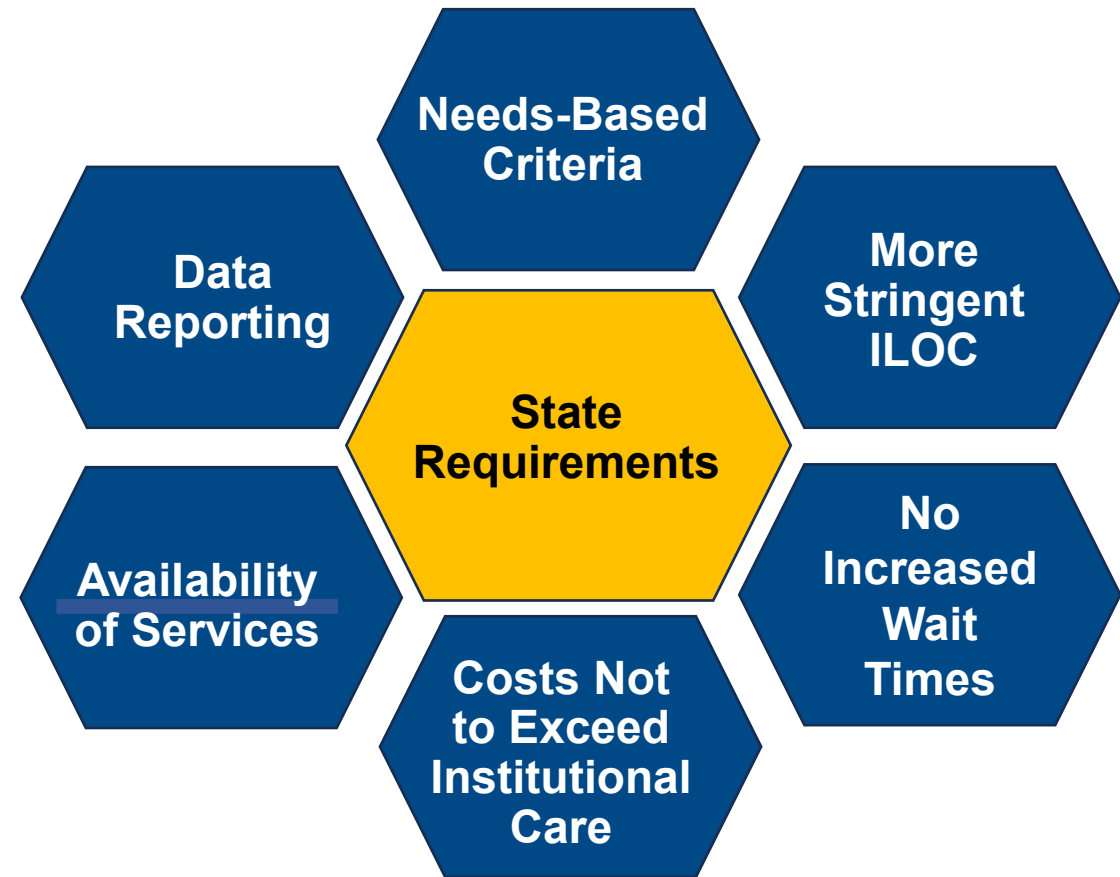 Needs-Based
Criteria
More
Stringent
ILOC
No
Increased
Wait
Times
Costs Not
to Exceed
Institutional
Care
Availability
of Services
Data
Reporting
State
Requirements